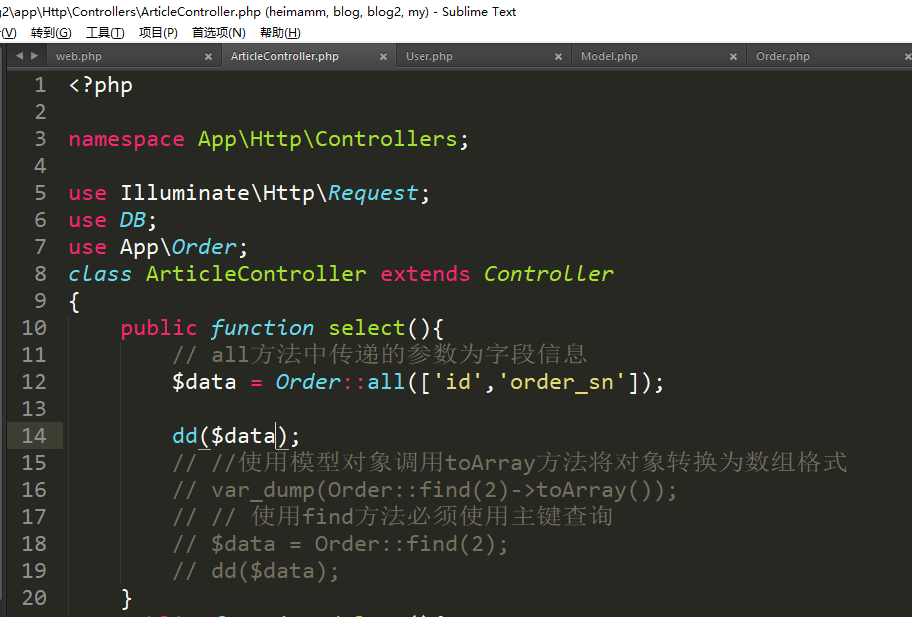 g2\app\Http\Controllers\ArticleController.php (heimamm, blog, blog2, my) - Sublime Text
(V) 转到(G) 工具(T) 项目(P) 首选项(N) 帮助(H)
web.php × ArticleController.php × User.php × Model.php × Order.php ×
1 <?php
2
3 namespace App\Http\Controllers;
4
5 use Illuminate\Http\Request;
6 use DB;
7 use App\Order;
8 class ArticleController extends Controller
9 {
10 public function select(){
11 // all方法中传递的参数为字段信息
12 $data = Order::all(['id','order_sn']);
13
14 dd($data);
15 // //使用模型对象调用toArray方法将对象转换为数组格式
16 // var_dump(Order::find(2)->toArray());
17 // // 使用find方法必须使用主键查询
18 // $data = Order::find(2);
19 // dd($data);
20 }